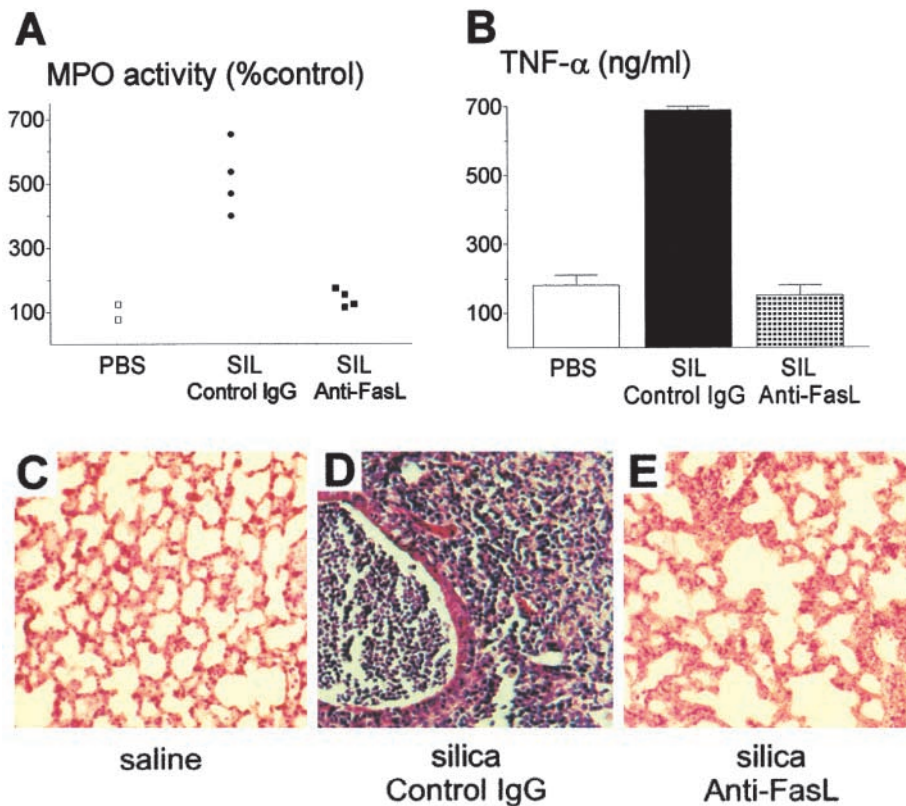 A
MPO activity (%control)
700
500
300
100
PBS
SIL
Control IgG
SIL
Anti-FasL
B
TNF-α (ng/ml)
700
500
300
100
PBS
SIL
Control IgG
SIL
Anti-FasL
C
saline
D
silica
Control IgG
E
silica
Anti-FasL